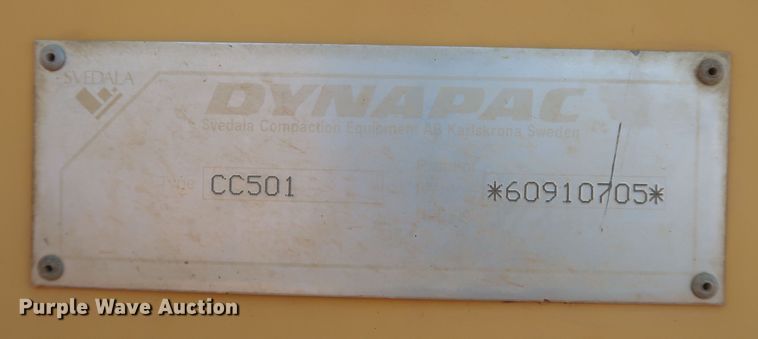 SVEDALA
DYNAPAC
Svedala Compaction Equipment AB Karlskrona Sweden
Type CC501
*60910705*
Purple Wave Auction